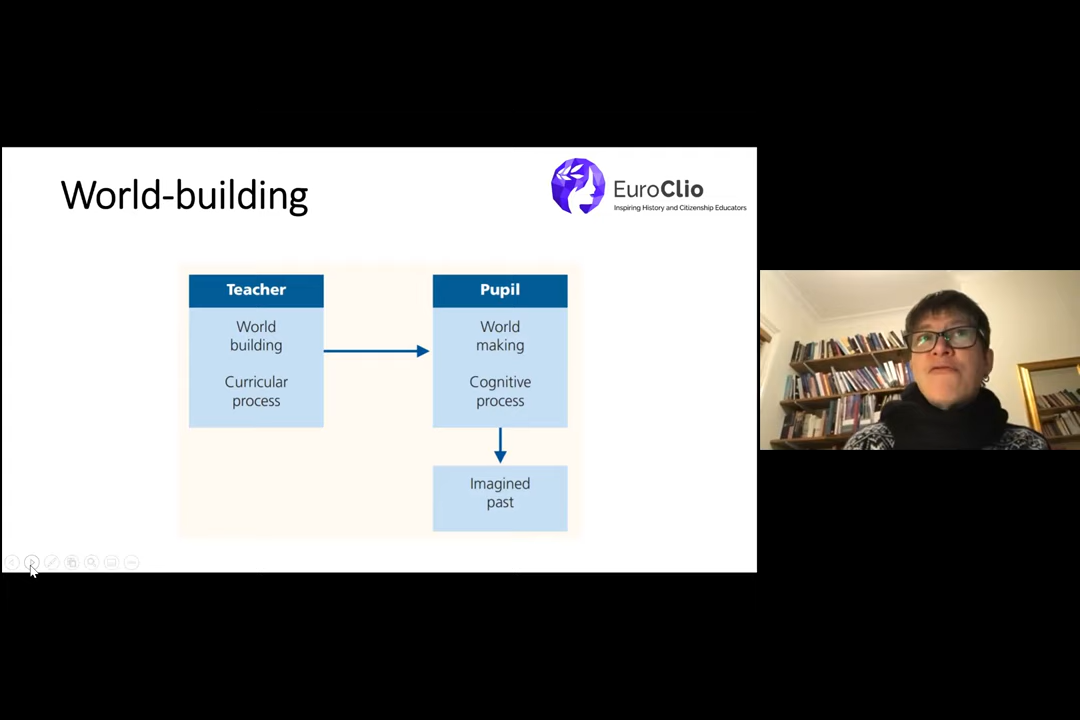 World-building
EuroClio
Inspiring History and Citizenship Educators
Teacher
World
building
Curricular
process
Pupil
World
making
Cognitive
process
Imagined
past